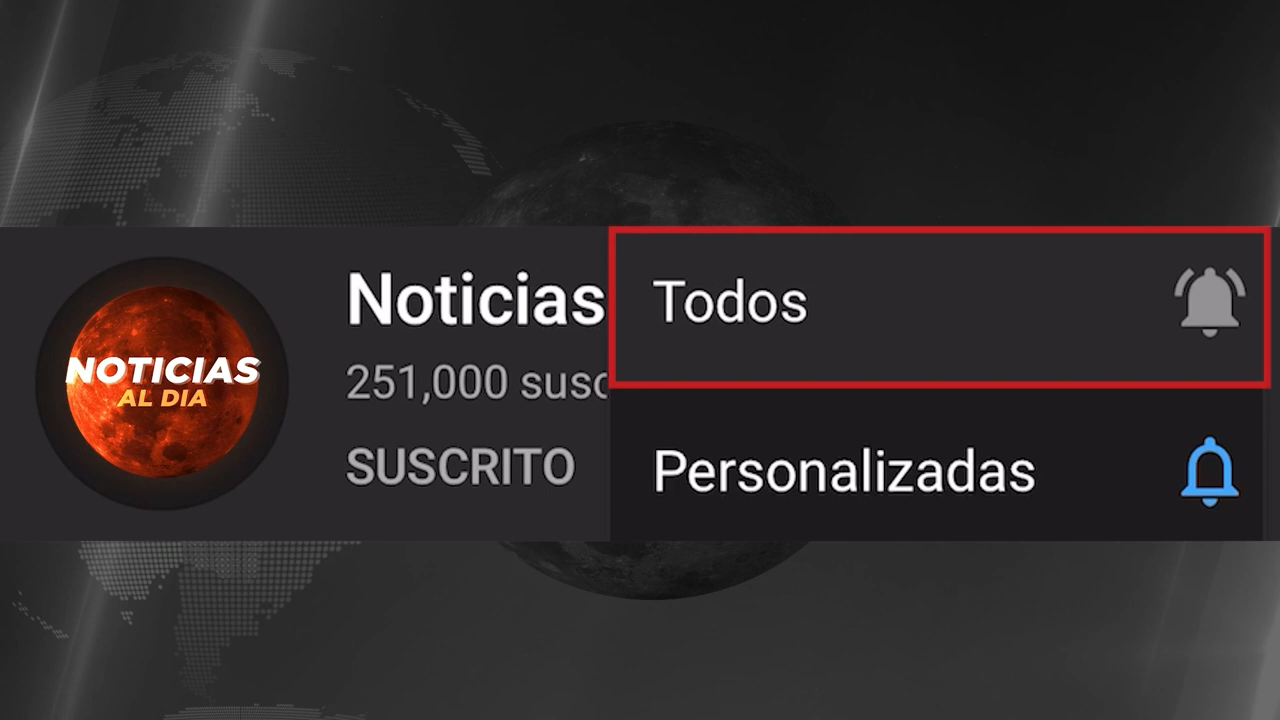 NOTICIAS
AL DIA
Noticias
251,000 susc
SUSCRITO
Todos
Personalizadas